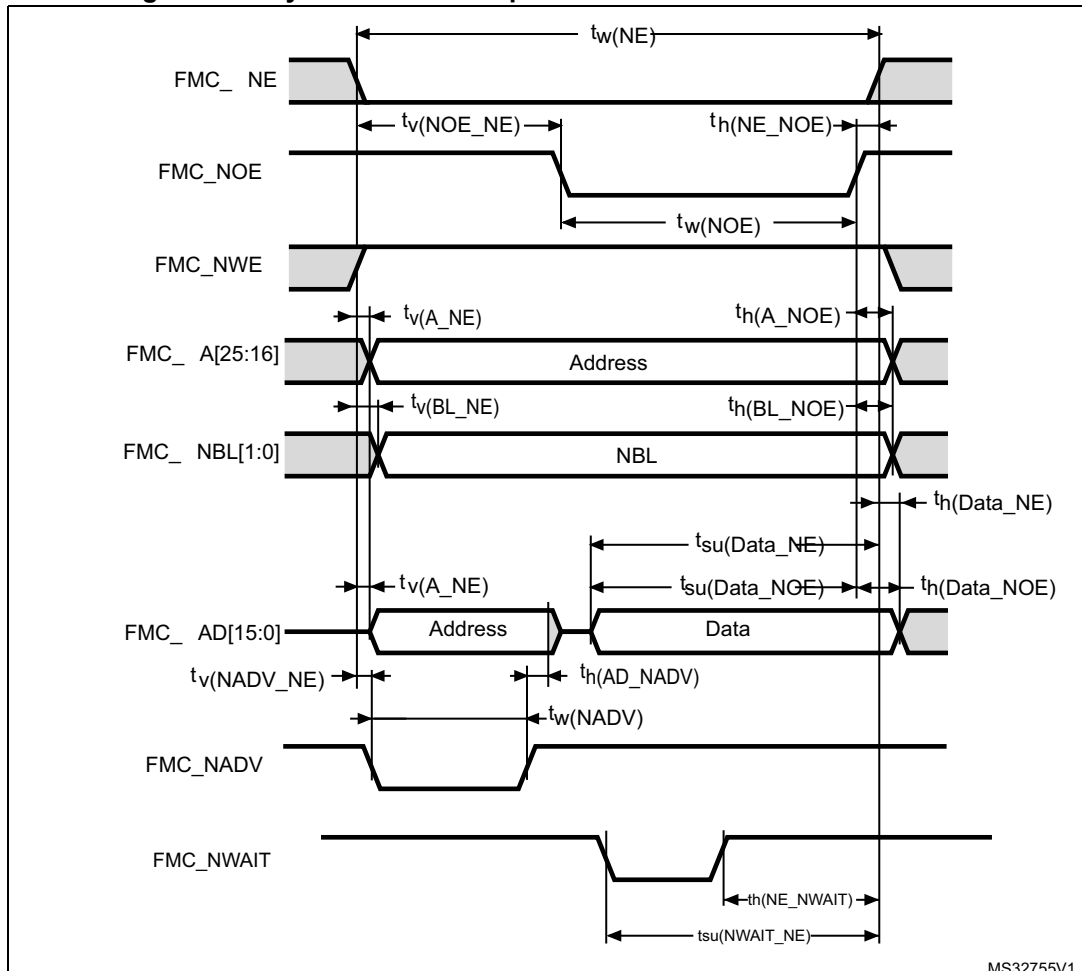 tw(NE)
FMC_ NE
tv(NOE_NE)
th(NE_NOE)
FMC_NOE
tw(NOE)
FMC_NWE
tv(A_NE)
th(A_NOE)
FMC_ A[25:16]
Address
tv(BL_NE)
th(BL_NOE)
FMC_ NBL[1:0]
NBL
th(Data_NE)
tsu(Data_NE)
tv(A_NE)
tsu(Data_NOE)
th(Data_NOE)
FMC_ AD[15:0]
Address
Data
tv(NADV_NE)
th(AD_NADV)
tw(NADV)
FMC_NADV
FMC_NWAIT
th(NE_NWAIT)
tsu(NWAIT_NE)
MS32755V1